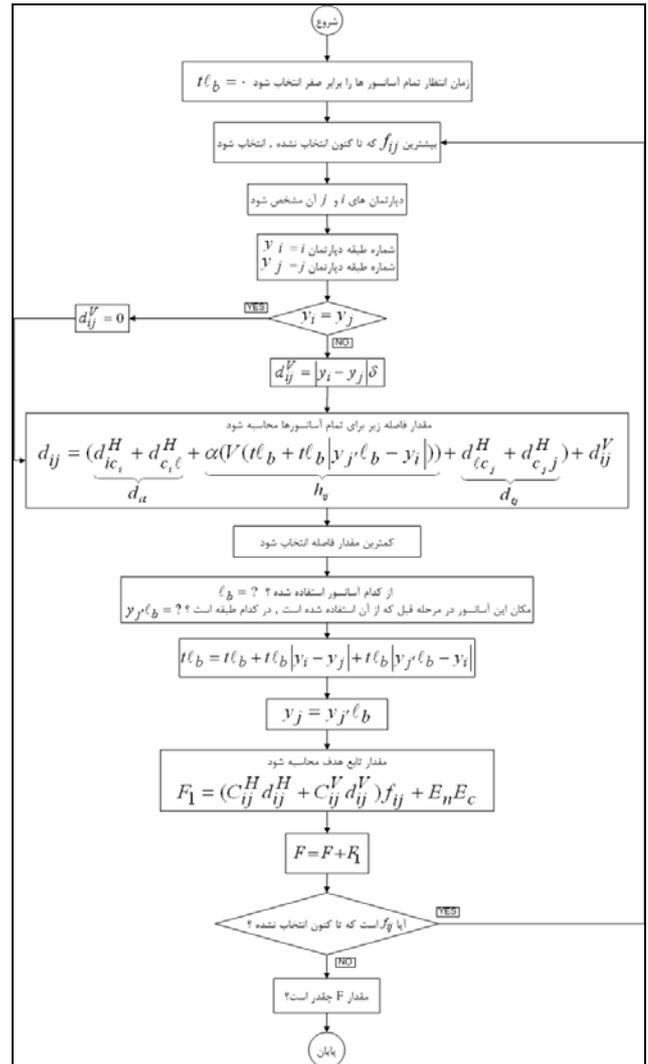 شروع
زمان انتظار تمام آسانسور ها را برابر صفر انتخاب شود tℓ_b = ۰
بیشترین f_ij که تا کنون انتخاب نشده , انتخاب شود
دپارتمان های i و j آن مشخص شود
شماره طبقه دپارتمان y_i = i
شماره طبقه دپارتمان y_j = j
YES
y_i = y_j
d_ij^V = 0
NO
d_ij^V = |y_i − y_j|δ
مقدار فاصله زیر برای تمام آسانسورها محاسبه شود
d_ij = (d_ic_i^H + d_c_iℓ^H + α(V(tℓ_b + tℓ_b|y_j'ℓ_b − y_i|)) + d_ℓc_j^H + d_c_jj^H) + d_ij^V
d_it h_ij d_tj
کمترین مقدار فاصله انتخاب شود
از کدام آسانسور استفاده شده ؟ ℓ_b = ?
مکان این آسانسور در مرحله قبل که از آن استفاده شده است , در کدام طبقه است ؟ y_j'ℓ_b = ?
tℓ_b = tℓ_b + tℓ_b|y_i − y_j| + tℓ_b|y_j'ℓ_b − y_i|
y_j = y_j'ℓ_b
مقدار تابع هدف محاسبه شود
F_1 = (C_ij^H d_ij^H + C_ij^V d_ij^V) f_ij + E_n E_c
F = F + F_1
YES
آیا f_ij است که تا کنون انتخاب نشده ؟
NO
مقدار F چقدر است؟
پایان